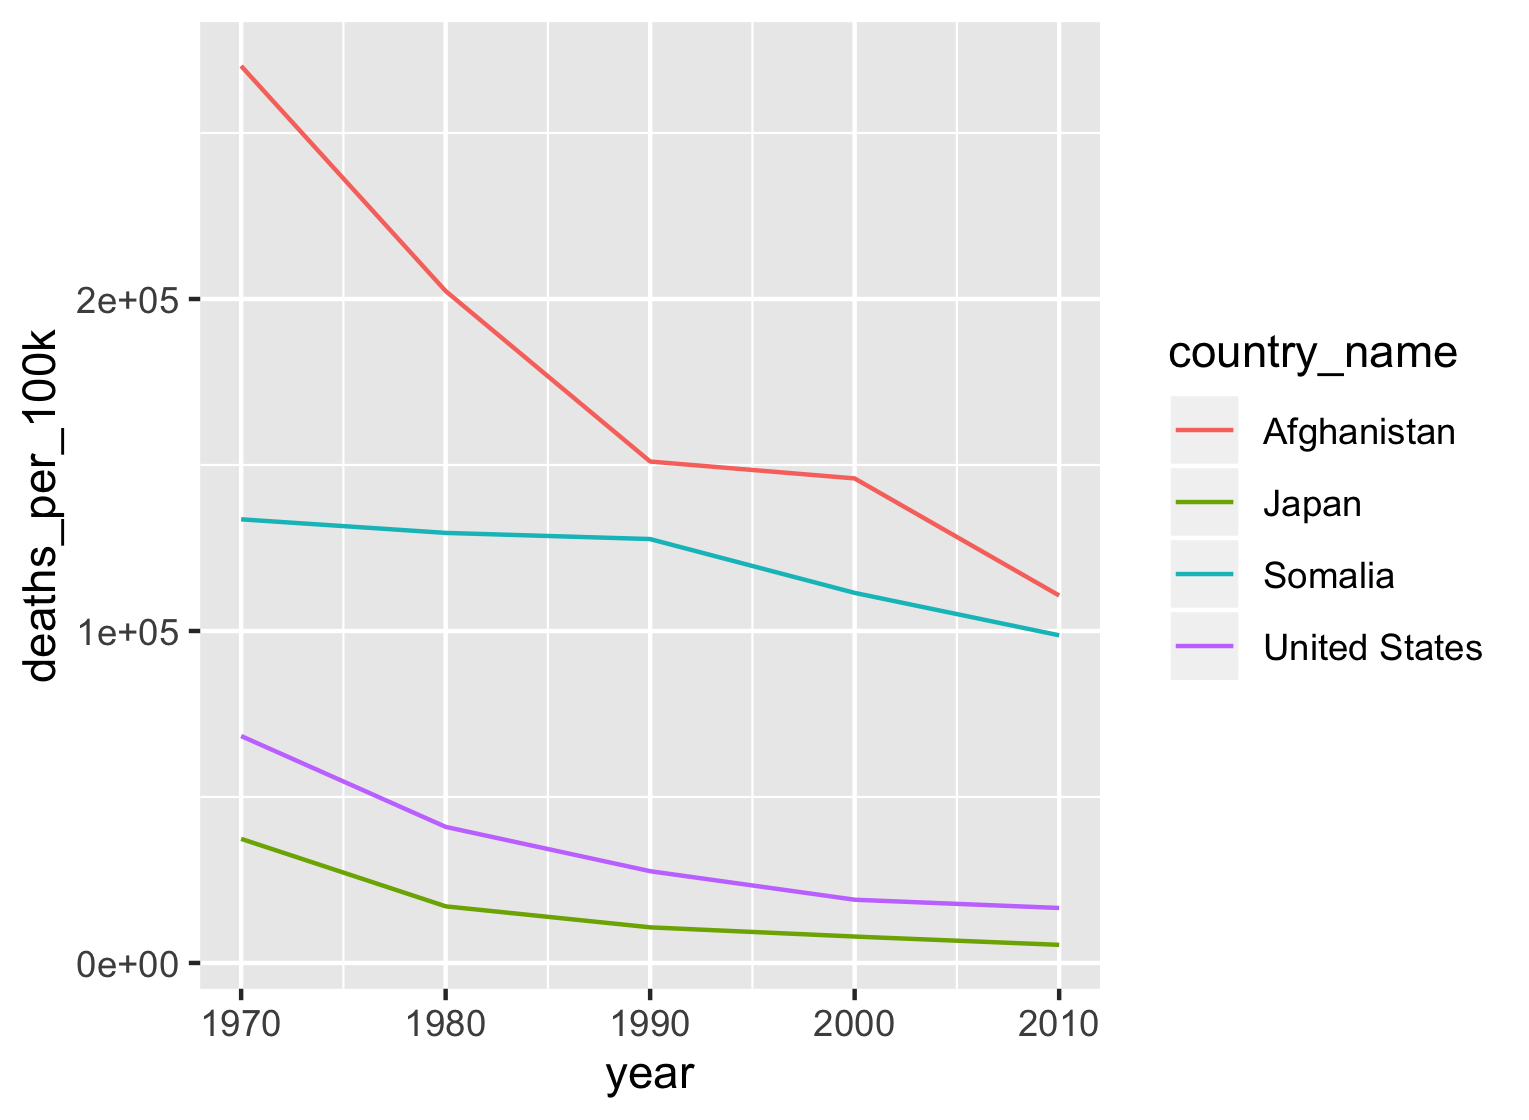 deaths_per_100k
2e+05
1e+05
0e+00
1970 1980 1990 2000 2010
year
country_name
Afghanistan
Japan
Somalia
United States